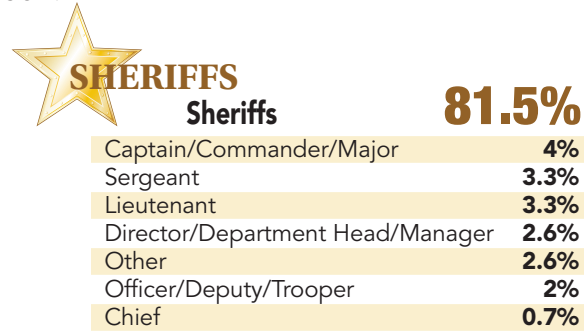 SHERIFFS
Sheriffs 81.5%
Captain/Commander/Major 4%
Sergeant 3.3%
Lieutenant 3.3%
Director/Department Head/Manager 2.6%
Other 2.6%
Officer/Deputy/Trooper 2%
Chief 0.7%